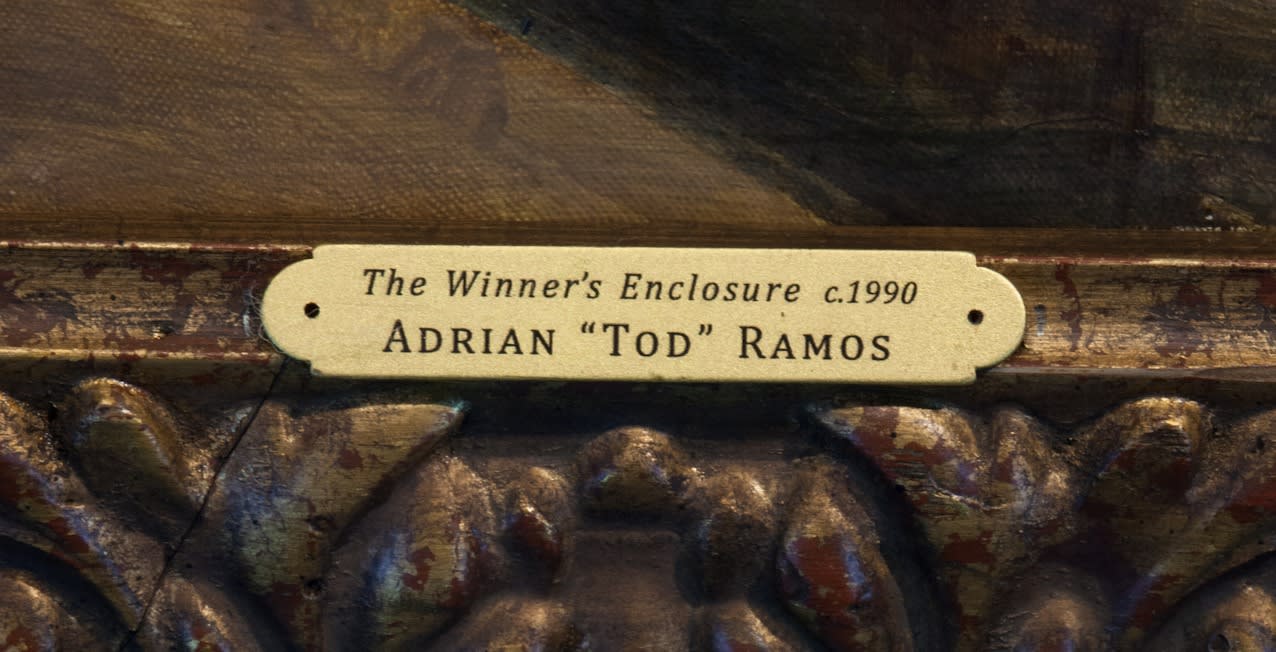 The Winner's Enclosure c.1990
ADRIAN “TOD” RAMOS